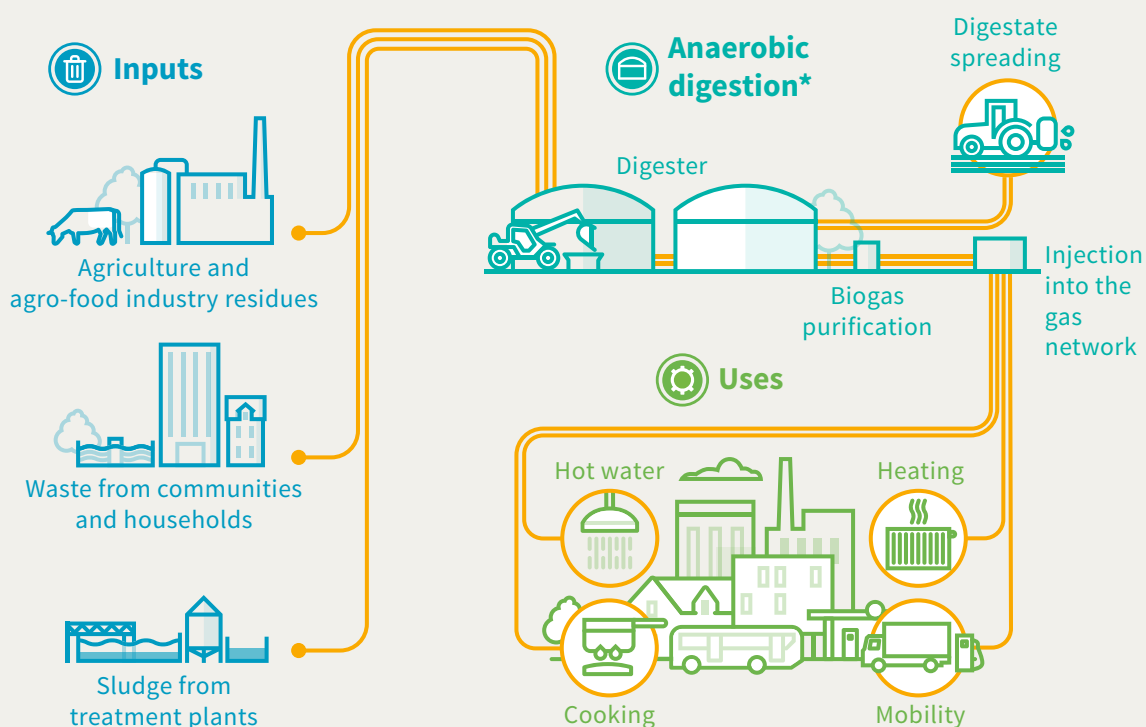 Inputs
Agriculture and
agro-food industry residues
Waste from communities
and households
Sludge from
treatment plants
Anaerobic
digestion*
Digester
Digestate
spreading
Biogas
purification
Injection
into the
gas
network
Uses
Hot water
Heating
Cooking
Mobility